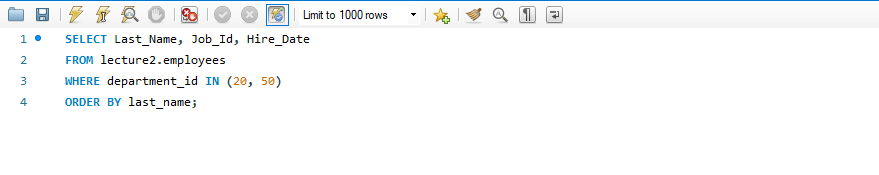 Limit to 1000 rows
1 SELECT Last_Name, Job_Id, Hire_Date
2 FROM lecture2.employees
3 WHERE department_id IN (20, 50)
4 ORDER BY last_name;